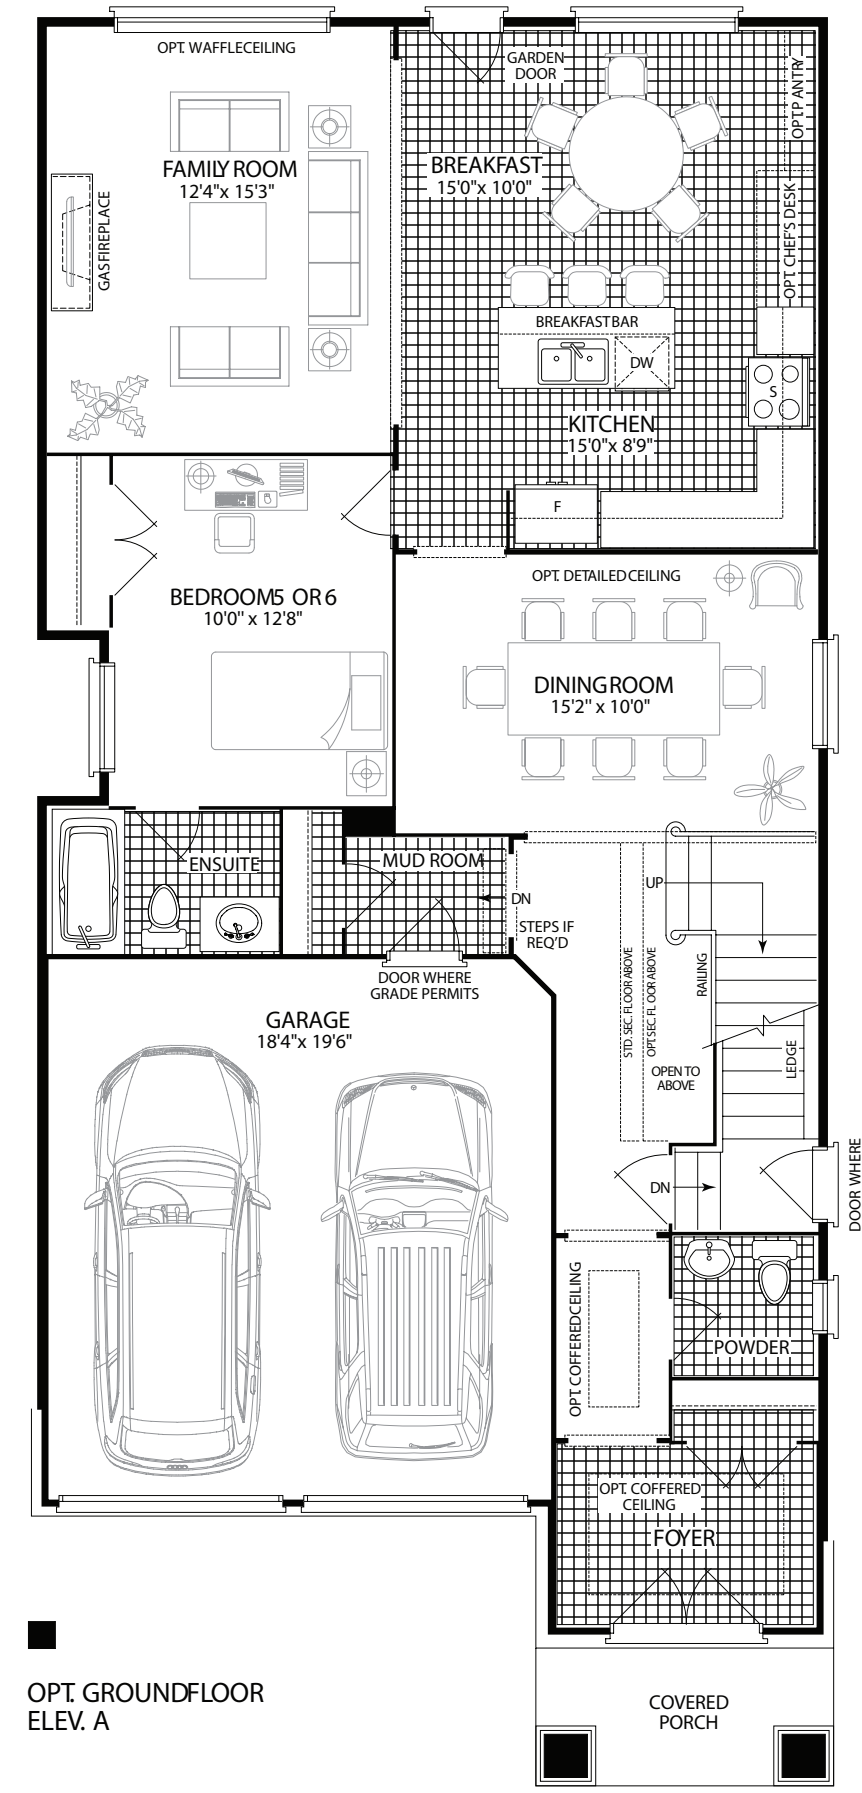 OPT. WAFFLECEILING
GARDEN
DOOR
OPT.PANTRY
FAMILY ROOM
12'4"x 15'3"
BREAKFAST
15'0"x 10'0"
GASFIREPLACE
OPT. CHEF'S DESK
BREAKFASTBAR
DW
S
KITCHEN
15'0"x 8'9"
F
OPT. DETAILEDCEILING
BEDROOM5 OR 6
10'0" x 12'8"
DININGROOM
15'2" x 10'0"
ENSUITE
MUD ROOM
UP
DN
STEPS IF
REQ'D
DOOR WHERE
GRADE PERMITS
STD. SEC. FLOOR ABOVE
OPT.SEC. FLOOR ABOVE
RAILING
GARAGE
18'4"x 19'6"
LEDGE
OPEN TO
ABOVE
DN
DOOR WHERE
OPT. COFFEREDCEILING
POWDER
OPT. COFFERED
CEILING
FOYER
OPT. GROUNDFLOOR
ELEV. A
COVERED
PORCH